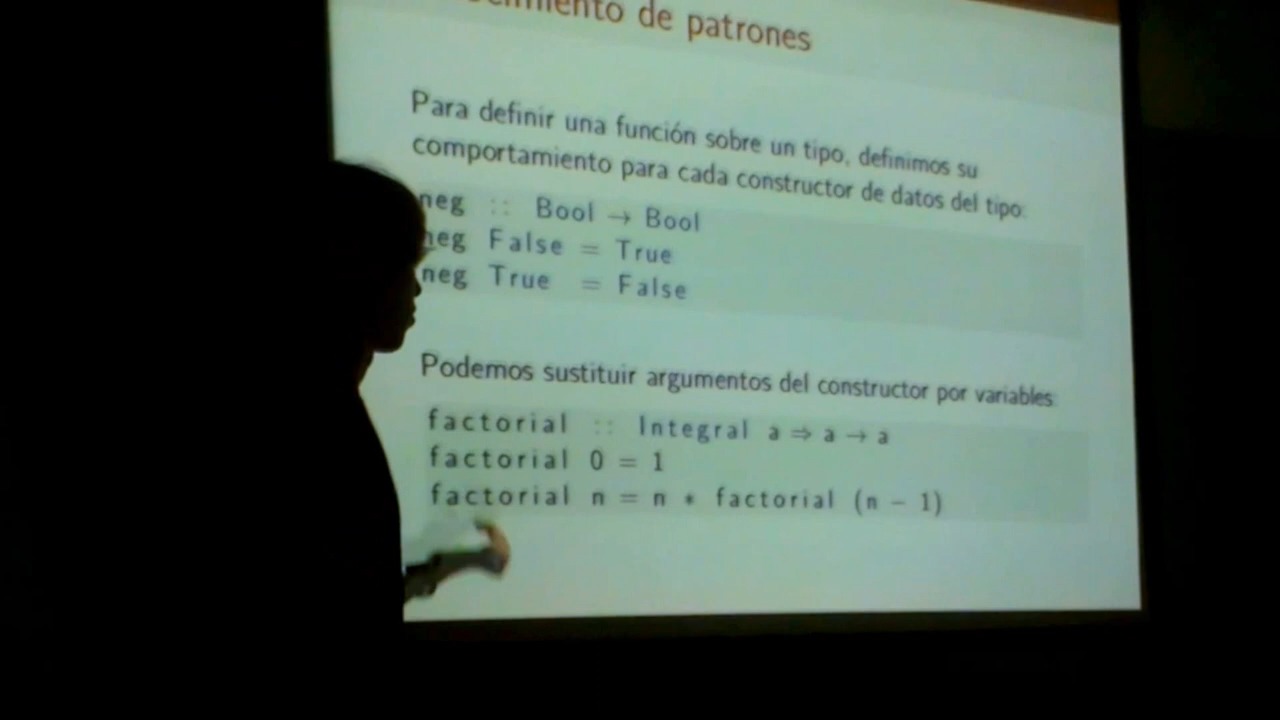 de patrones
Para definir una función sobre un tipo, definimos su
comportamiento para cada constructor de datos del tipo:
neg :: Bool → Bool
neg False = True
neg True = False
Podemos sustituir argumentos del constructor por variables:
factorial :: Integral a ⇒ a → a
factorial 0 = 1
factorial n = n * factorial (n − 1)